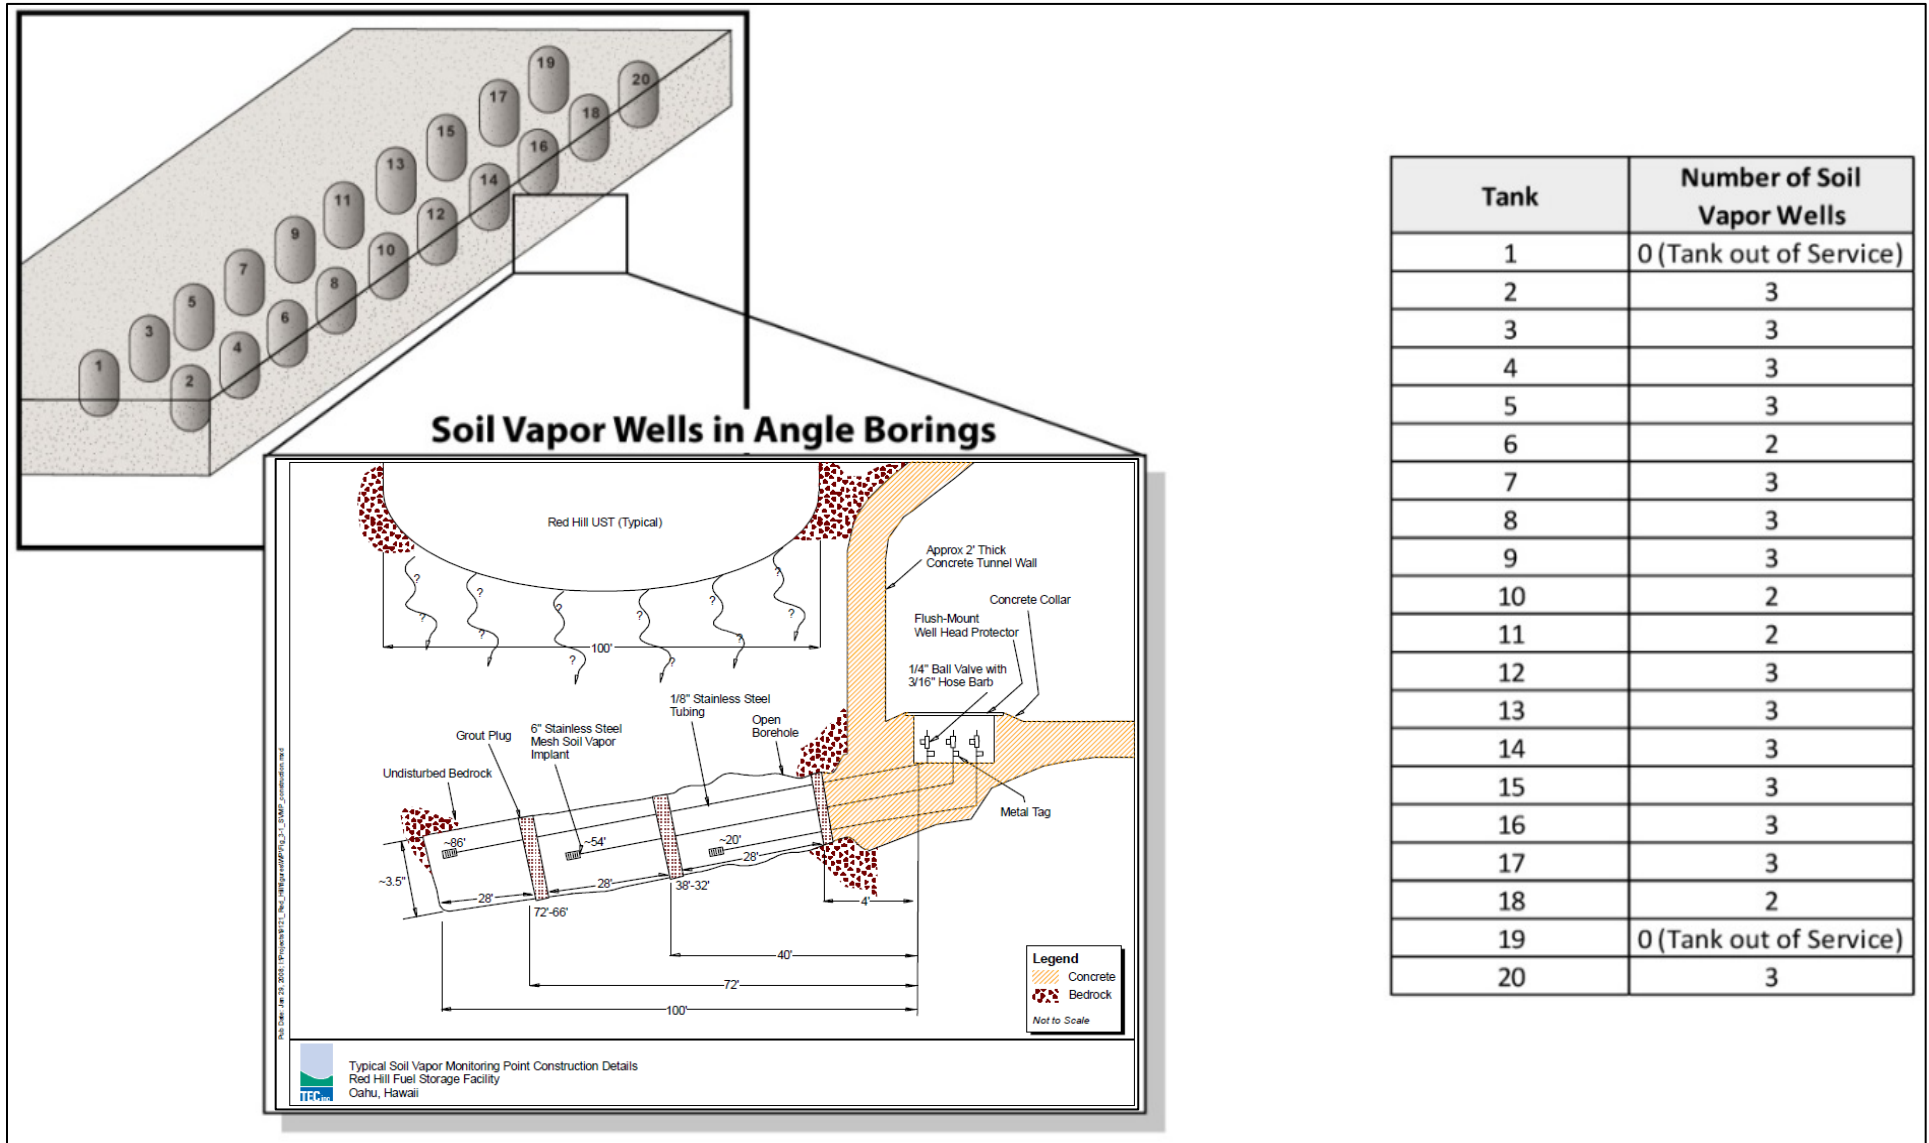 19
20
17
18
15
16
13
14
11
12
9
10
7
8
5
6
3
4
1
2
Soil Vapor Wells in Angle Borings
Red Hill UST (Typical)
Approx 2' Thick
Concrete Tunnel Wall
Concrete Collar
Flush-Mount
Well Head Protector
1/4" Ball Valve with
3/16" Hose Barb
? ? ? ? ? ?
? ? ? ? ? ?
100'
1/8" Stainless Steel
Tubing
Open
Borehole
6" Stainless Steel
Mesh Soil Vapor
Implant
Grout Plug
Undisturbed Bedrock
Metal Tag
~86'
~54'
~20'
28'
28'
28'
~3.5"
38'-32'
72'-66'
4'
40'
72'
100'
Legend
Concrete
Bedrock
Not to Scale
TEC inc
Typical Soil Vapor Monitoring Point Construction Details
Red Hill Fuel Storage Facility
Oahu, Hawaii
Tank Number of Soil
Vapor Wells
1 0 (Tank out of Service)
2 3
3 3
4 3
5 3
6 2
7 3
8 3
9 3
10 2
11 2
12 3
13 3
14 3
15 3
16 3
17 3
18 2
19 0 (Tank out of Service)
20 3